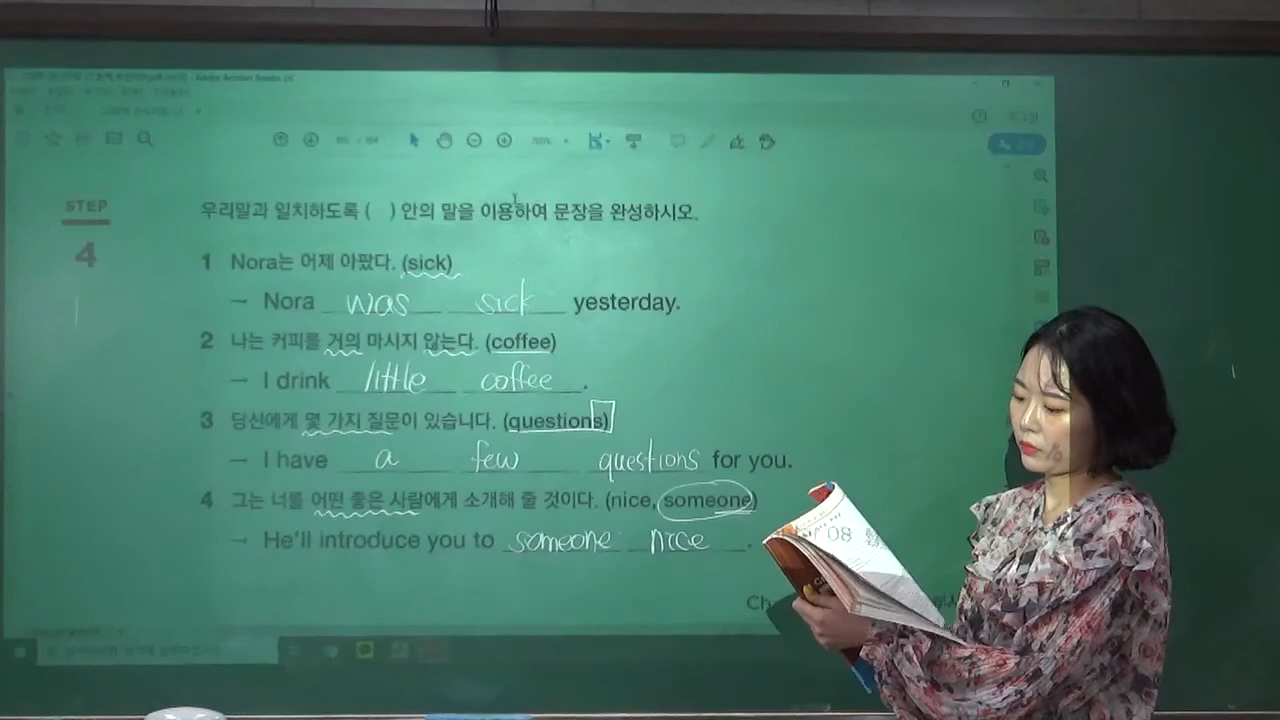 Adobe Acrobat Reader DC
STEP
4
우리말과 일치하도록 ( ) 안의 말을 이용하여 문장을 완성하시오.
1 Nora는 어제 아팠다. (sick)
→ Nora was sick yesterday.
2 나는 커피를 거의 마시지 않는다. (coffee)
→ I drink little coffee.
3 당신에게 몇 가지 질문이 있습니다. (questions)
→ I have a few questions for you.
4 그는 너를 어떤 좋은 사람에게 소개해 줄 것이다. (nice, someone)
→ He'll introduce you to someone nice.
Ch